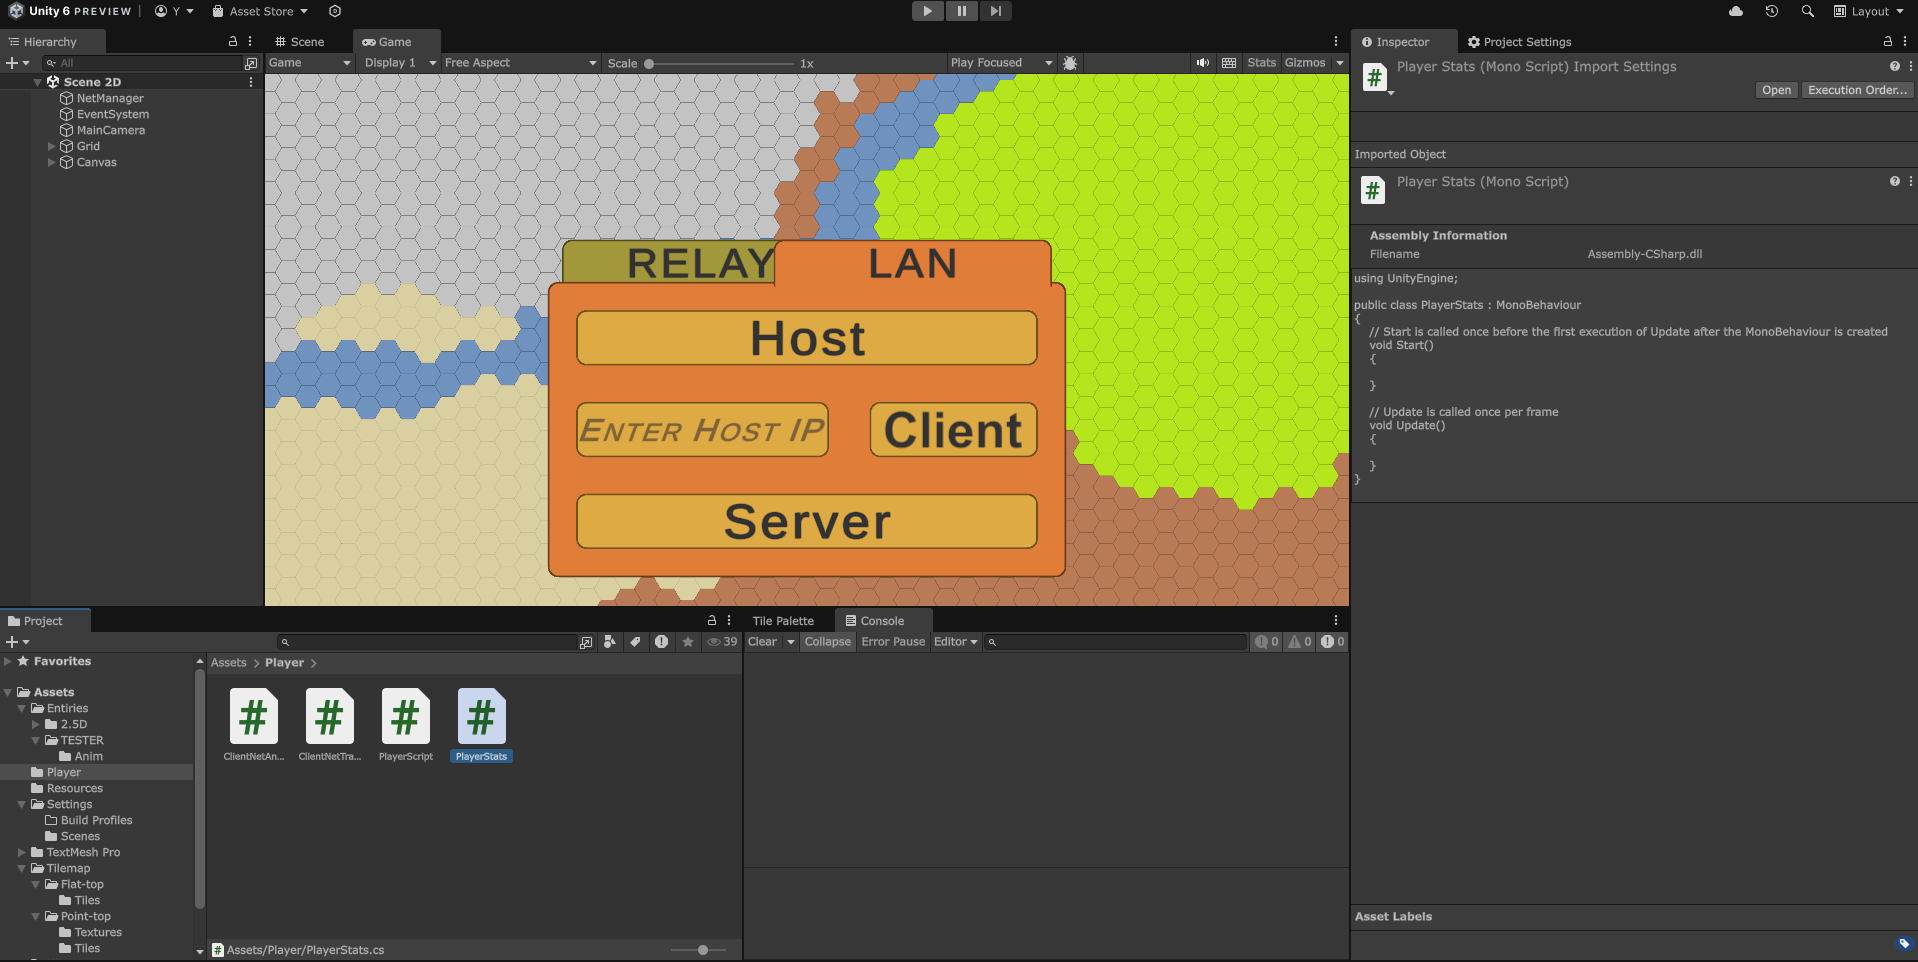 Unity 6 PREVIEW
Y
Asset Store
Layout
Hierarchy
All
Scene 2D
NetManager
EventSystem
MainCamera
Grid
Canvas
Scene
Game
Game
Display 1
Free Aspect
Scale
1x
Play Focused
Stats
Gizmos
RELAY
LAN
Host
ENTER HOST IP
Client
Server
Inspector
Project Settings
Player Stats (Mono Script) Import Settings
Open
Execution Order...
Imported Object
Player Stats (Mono Script)
Assembly Information
Filename
Assembly-CSharp.dll
using UnityEngine;
public class PlayerStats : MonoBehaviour
{
// Start is called once before the first execution of Update after the MonoBehaviour is created
void Start()
{
}
// Update is called once per frame
void Update()
{
}
}
Asset Labels
Project
39
Favorites
Assets
Entiries
2.5D
TESTER
Anim
Player
Resources
Settings
Build Profiles
Scenes
TextMesh Pro
Tilemap
Flat-top
Tiles
Point-top
Textures
Tiles
Assets > Player >
ClientNetAn...
ClientNetTra...
PlayerScript
PlayerStats
Assets/Player/PlayerStats.cs
Tile Palette
Console
Clear
Collapse
Error Pause
Editor
0
0
0